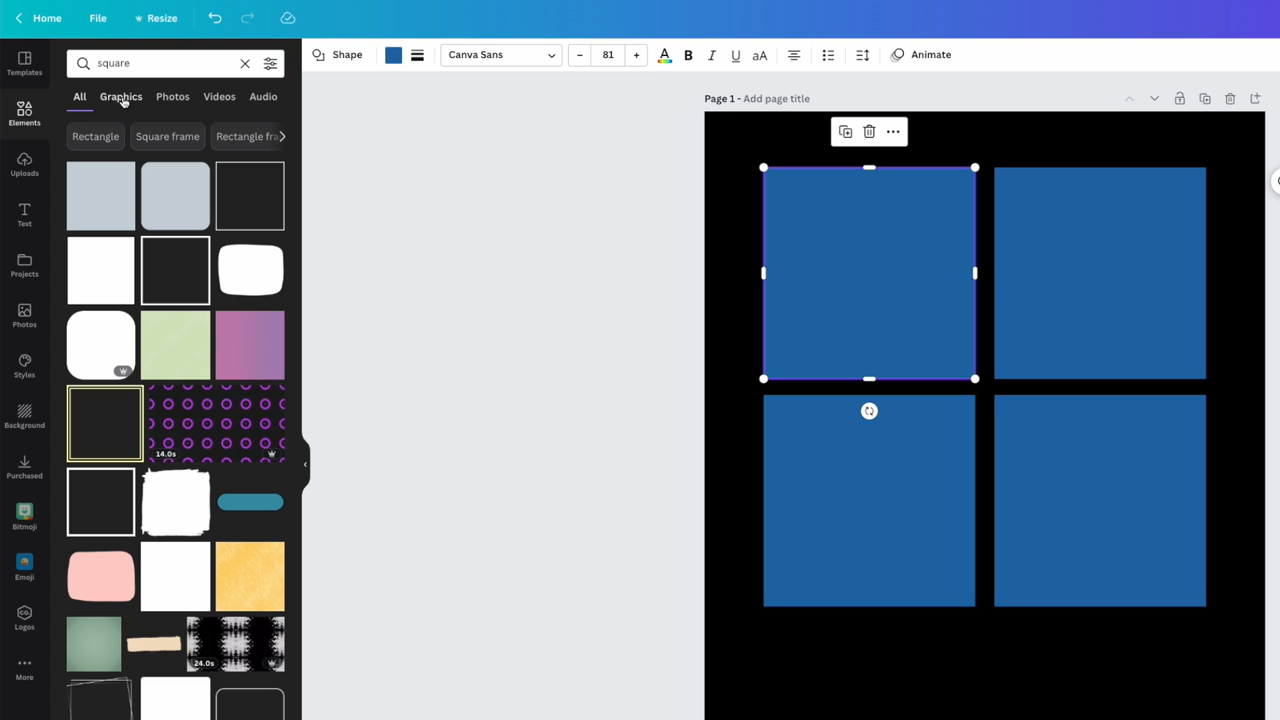 Home File Resize
Templates
Elements
Uploads
Text
Projects
Photos
Styles
Background
Purchased
Bitmoji
Emoji
Logos
More
square
All Graphics Photos Videos Audio
Rectangle Square frame Rectangle fra
14.0s
24.0s
Shape Canva Sans – 81 + A B I U aA Animate
Page 1 - Add page title